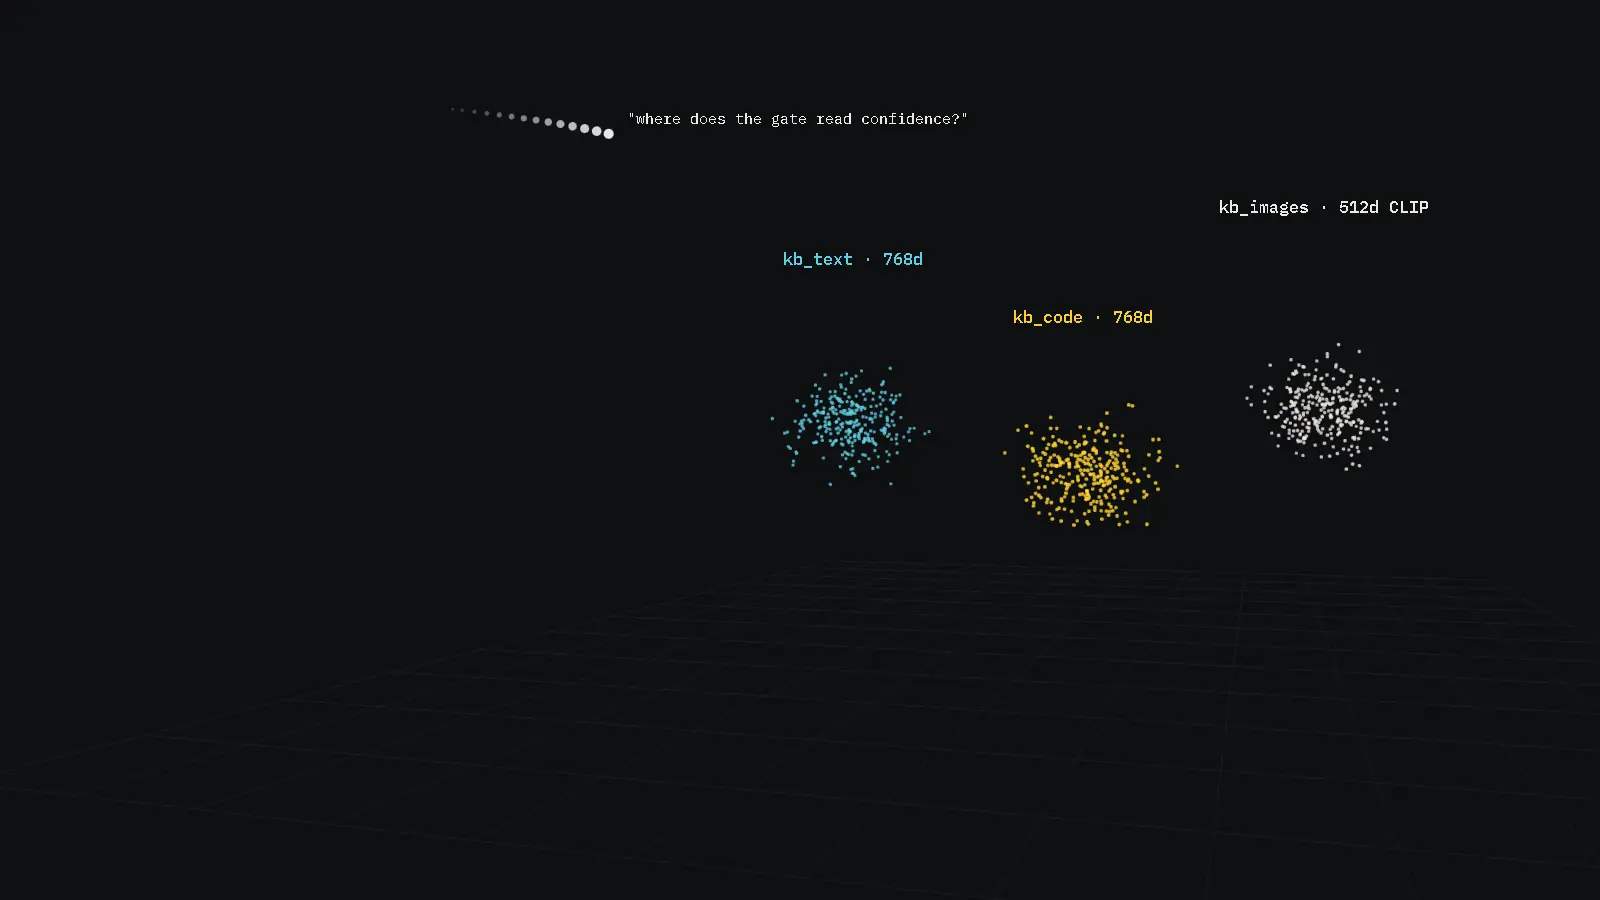 "where does the gate read confidence?"
kb_images · 512d CLIP
kb_text · 768d
kb_code · 768d